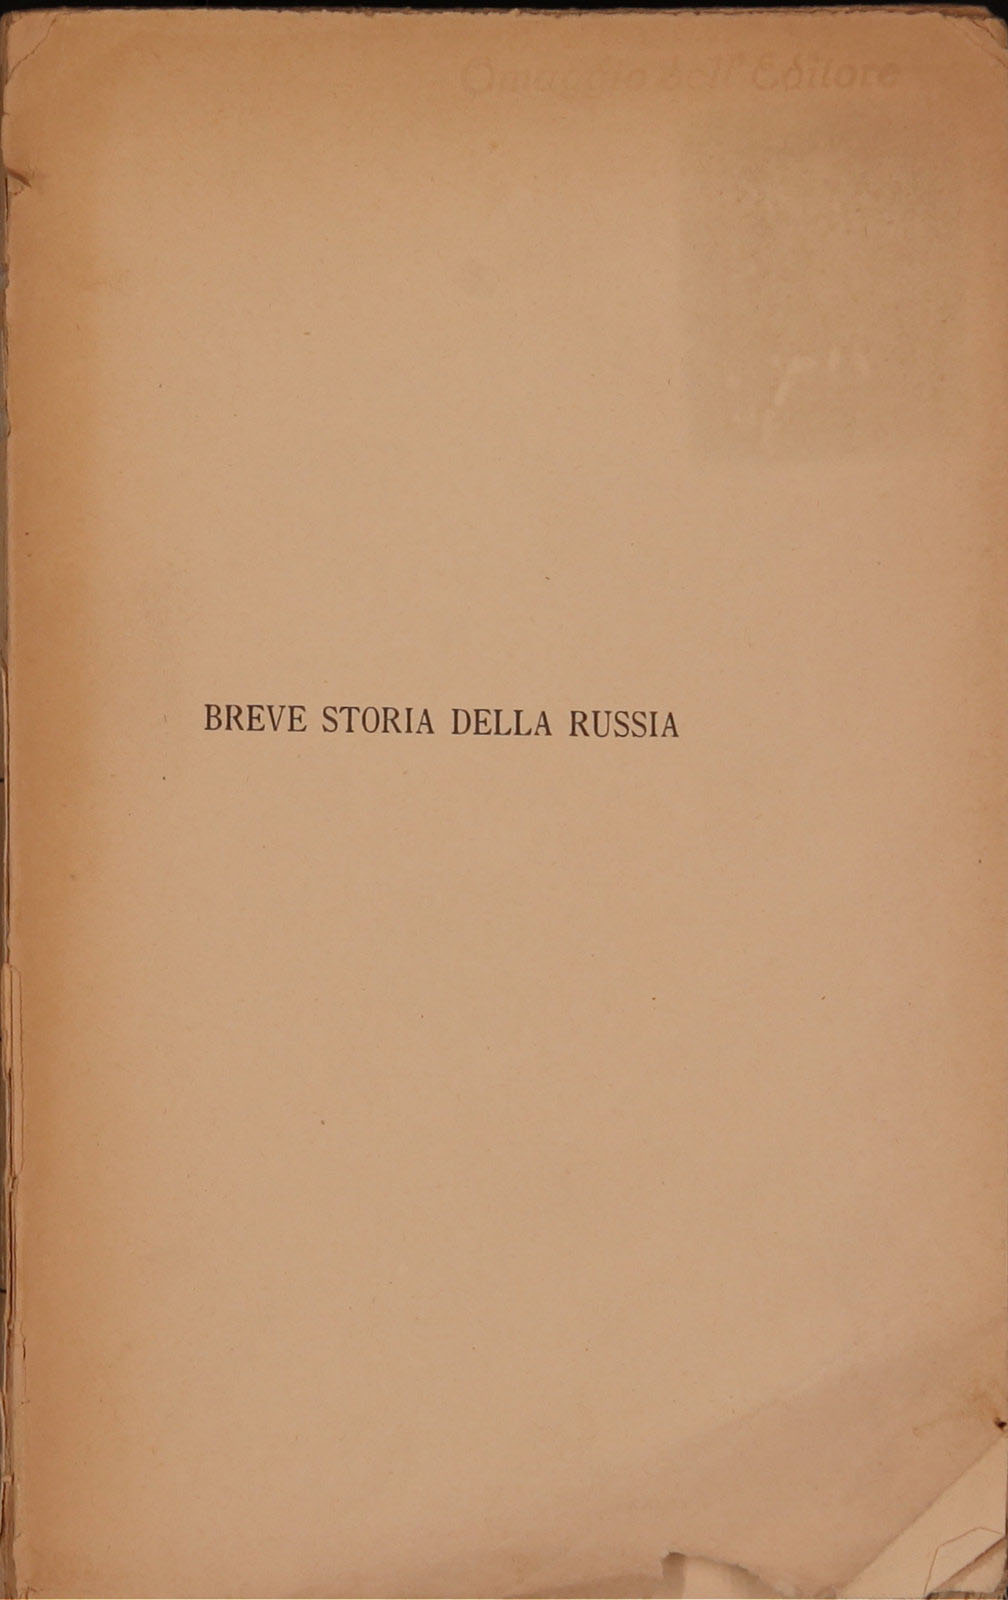 Omaggio dell'Editore
BREVE STORIA DELLA RUSSIA